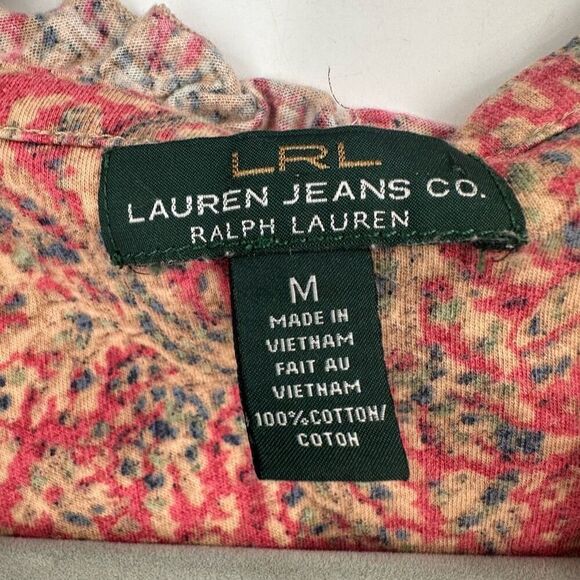 LRL
LAUREN JEANS CO.
RALPH LAUREN
M
MADE IN
VIETNAM
FAIT AU
VIETNAM
100%COTTON/
COTON